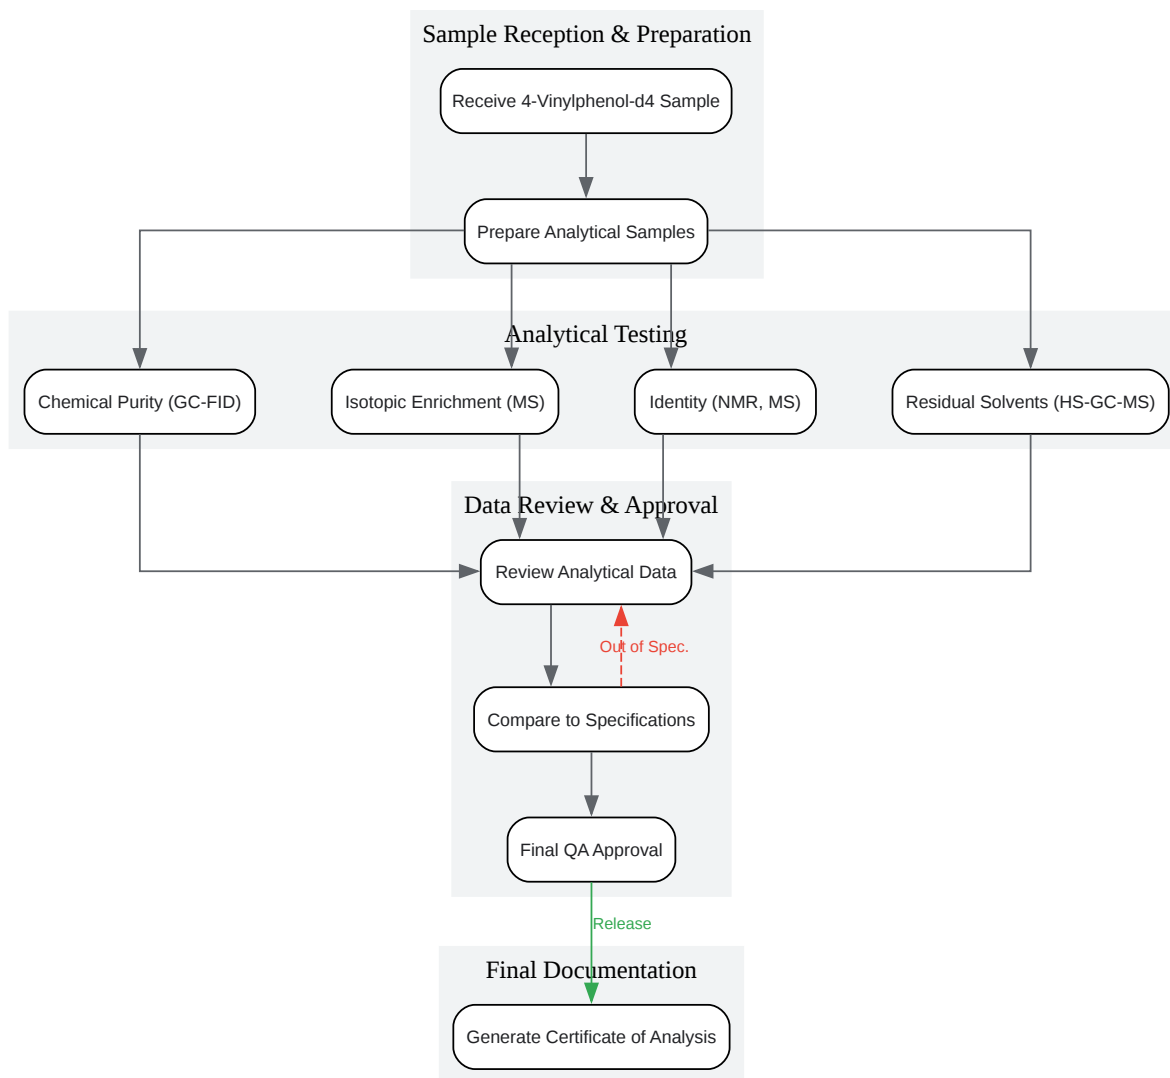 Sample Reception & Preparation
Receive 4-Vinylphenol-d4 Sample
Prepare Analytical Samples
Analytical Testing
Chemical Purity (GC-FID)
Isotopic Enrichment (MS)
Identity (NMR, MS)
Residual Solvents (HS-GC-MS)
Data Review & Approval
Review Analytical Data
Out of Spec.
Compare to Specifications
Final QA Approval
Release
Final Documentation
Generate Certificate of Analysis